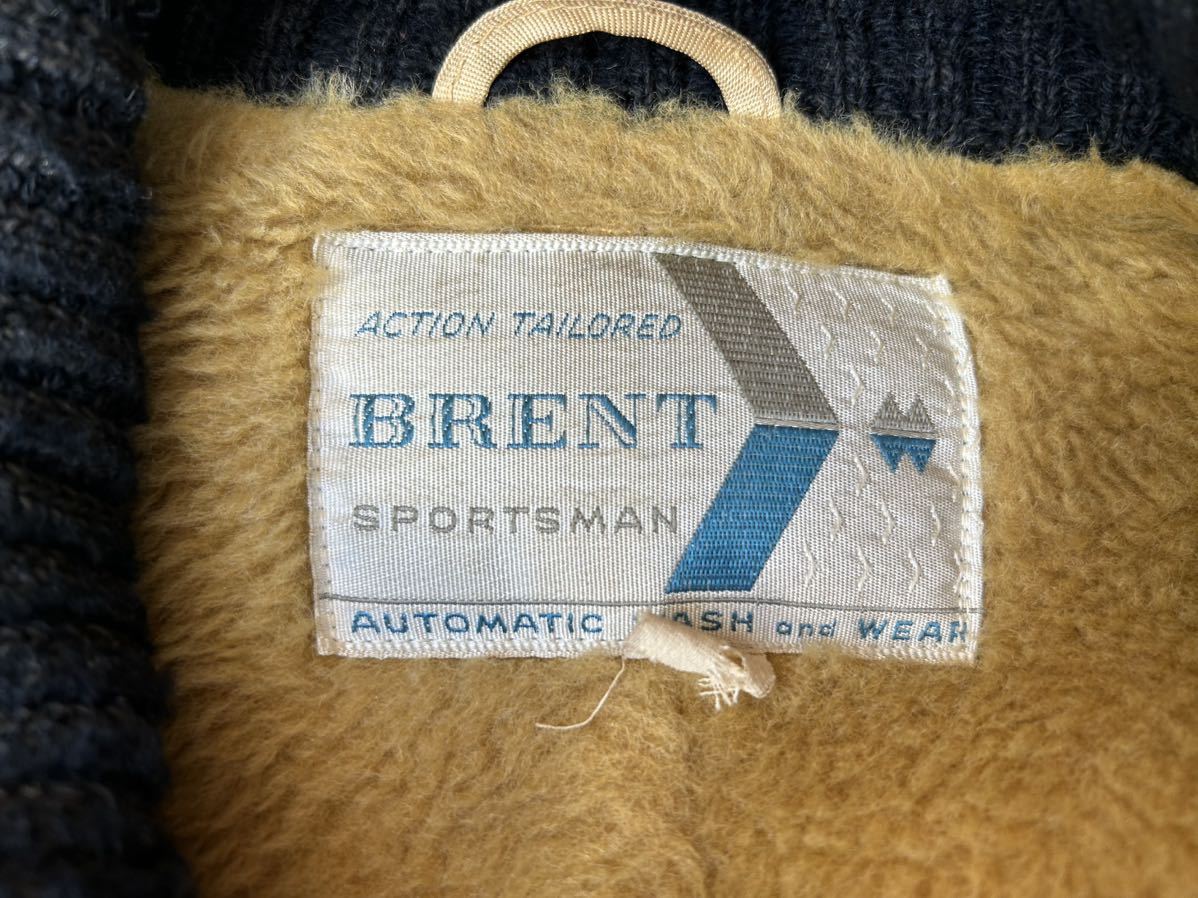 ACTION TAILORED
BRENT
SPORTSMAN
AUTOMATIC ASH and WEAR